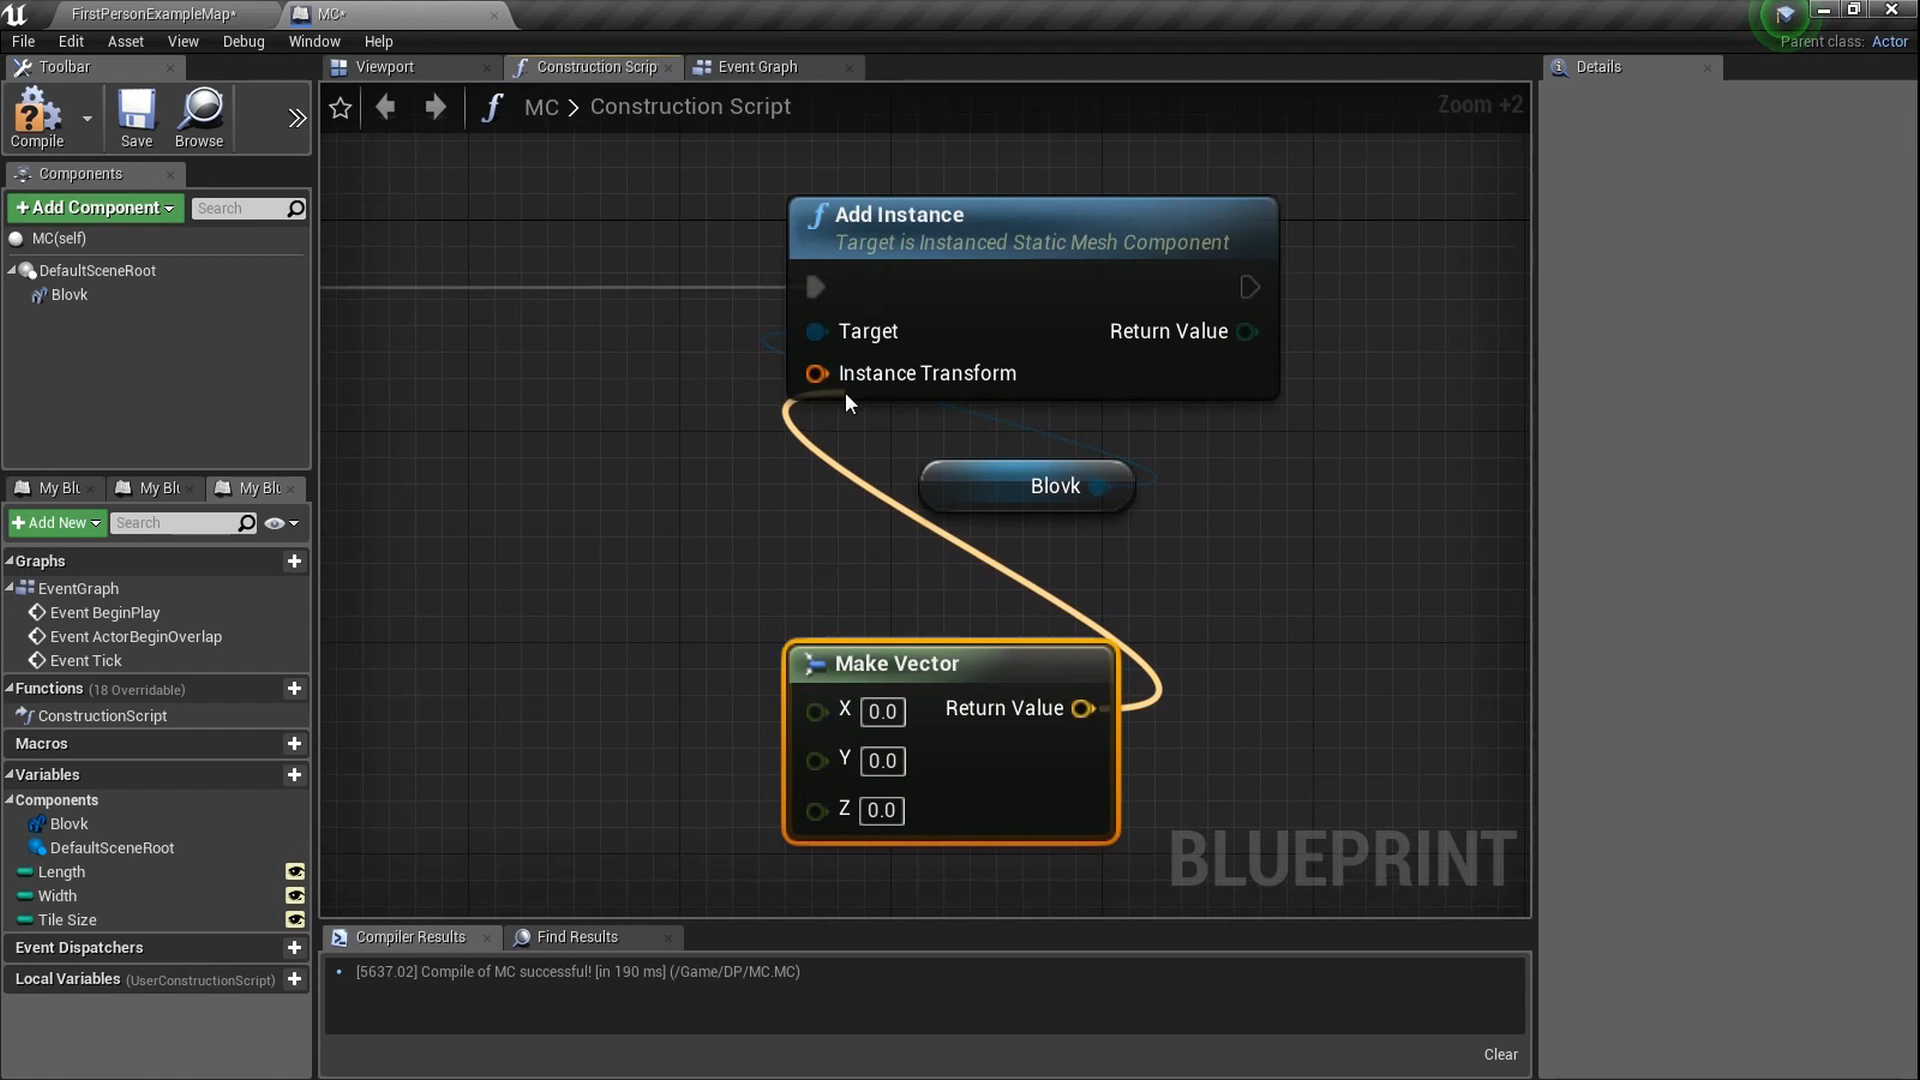 FirstPersonExampleMap*
MC*
File Edit Asset View Debug Window Help
Parent class: Actor
Toolbar
Viewport
Construction Scrip
Event Graph
Details
Compile
Save
Browse
MC > Construction Script
Zoom +2
Components
+Add Component
Search
MC(self)
DefaultSceneRoot
Blovk
Add Instance
Target is Instanced Static Mesh Component
Target
Return Value
Instance Transform
Blovk
Make Vector
X 0.0
Return Value
Y 0.0
Z 0.0
BLUEPRINT
My Blu
My Blu
My Blu
+Add New
Search
Graphs
EventGraph
Event BeginPlay
Event ActorBeginOverlap
Event Tick
Functions (18 Overridable)
ConstructionScript
Macros
Variables
Components
Blovk
DefaultSceneRoot
Length
Width
Tile Size
Event Dispatchers
Local Variables (UserConstructionScript)
Compiler Results
Find Results
[5637.02] Compile of MC successful! [in 190 ms] (/Game/DP/MC.MC)
Clear